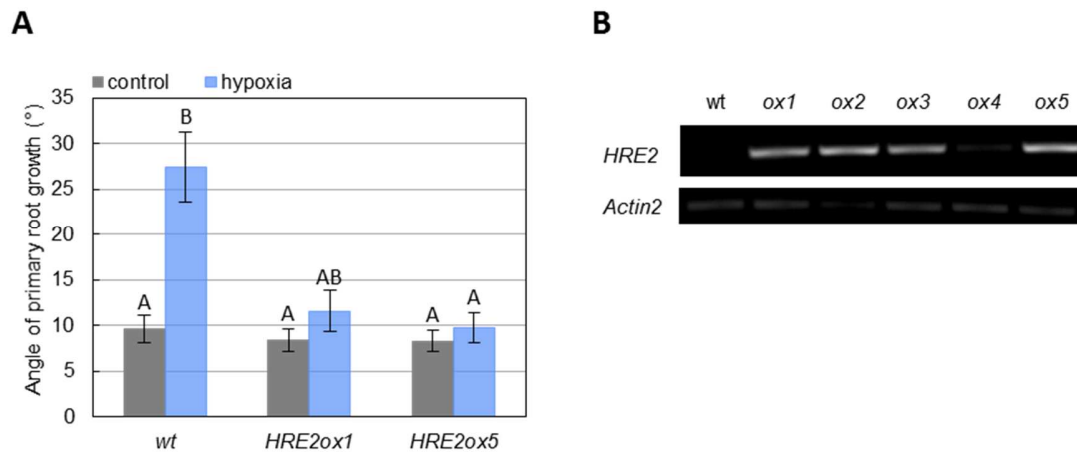 A
B
control hypoxia
Angle of primary root growth (°)
35
30
25
20
15
10
5
0
A
B
A
AB
A
A
wt
HRE2ox1
HRE2ox5
wt ox1 ox2 ox3 ox4 ox5
HRE2
Actin2